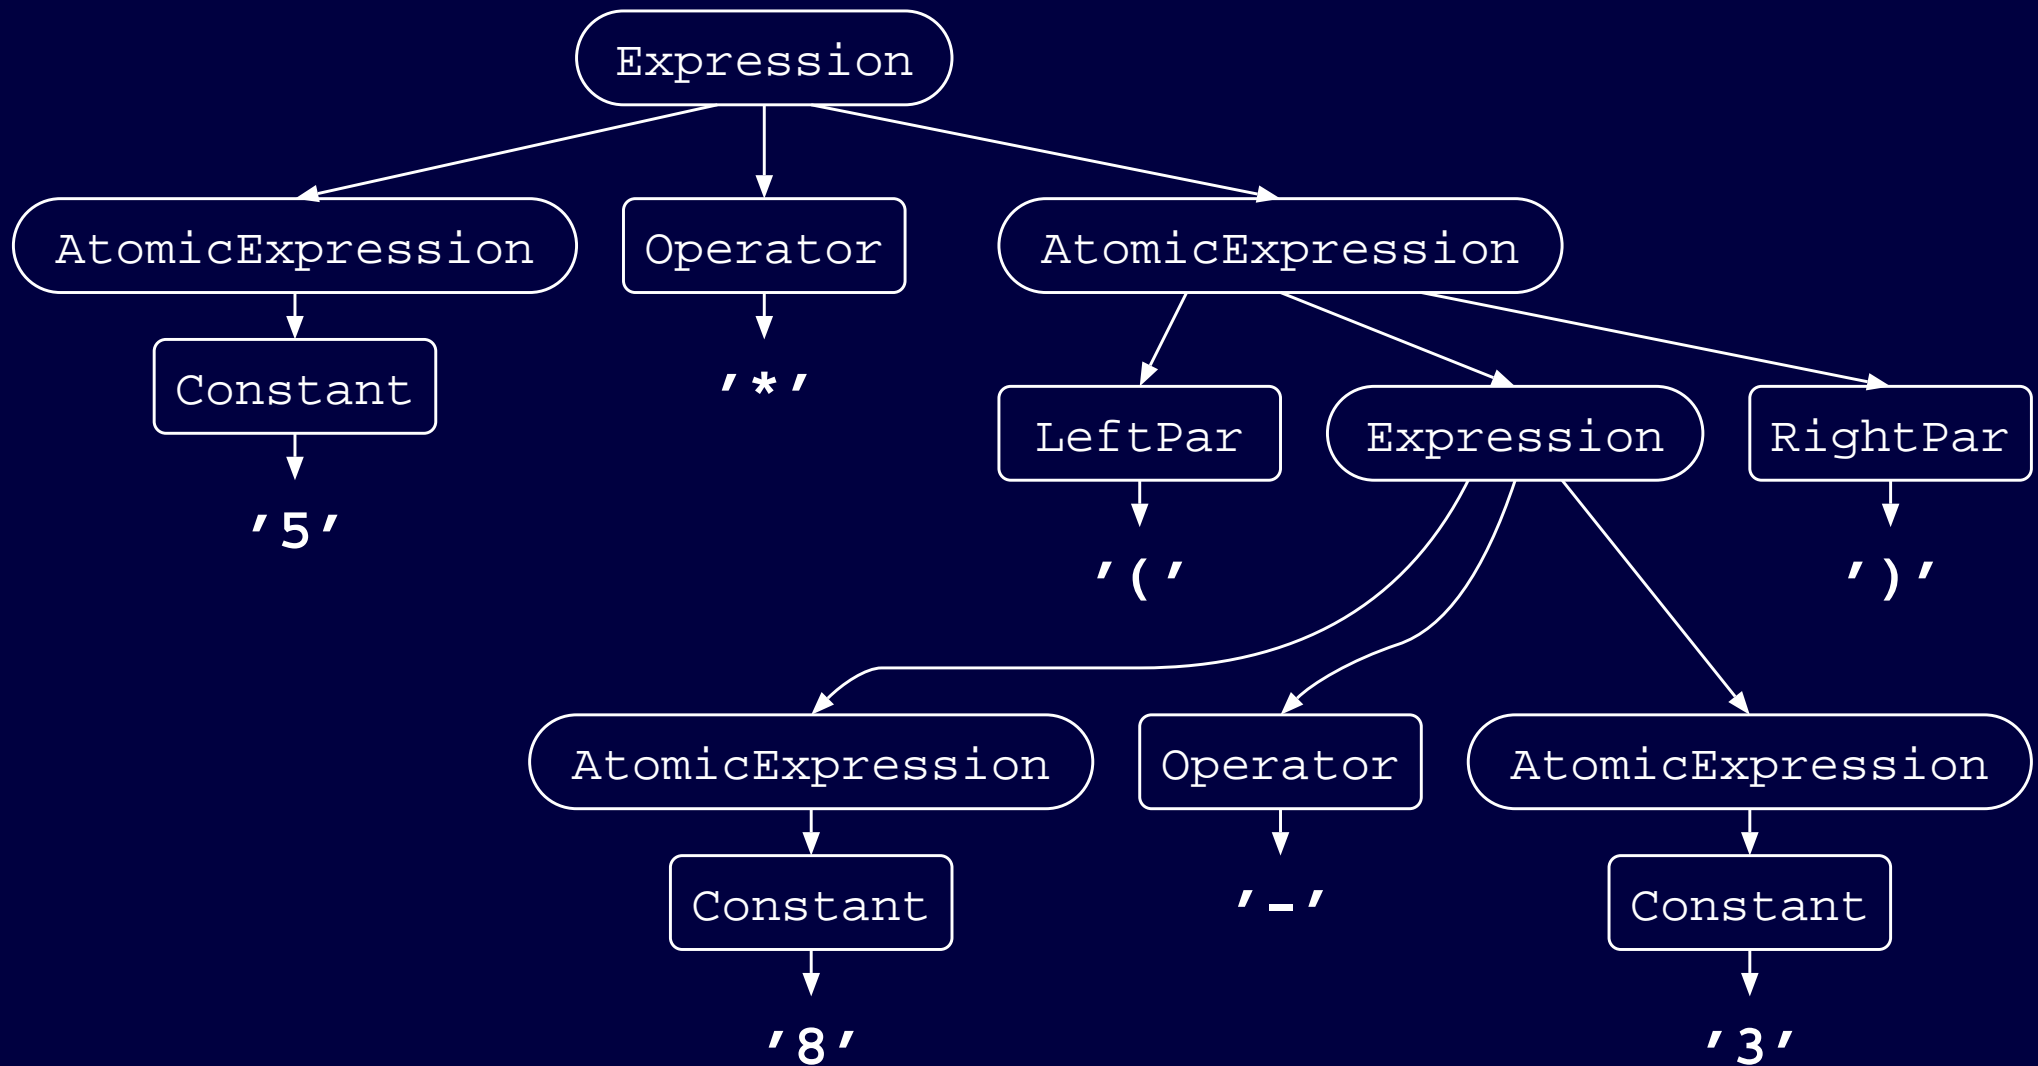 Expression
AtomicExpression Operator AtomicExpression
Constant '*'
LeftPar Expression RightPar
'5'
'(' ')'
AtomicExpression Operator AtomicExpression
Constant '-' Constant
'8' '3'